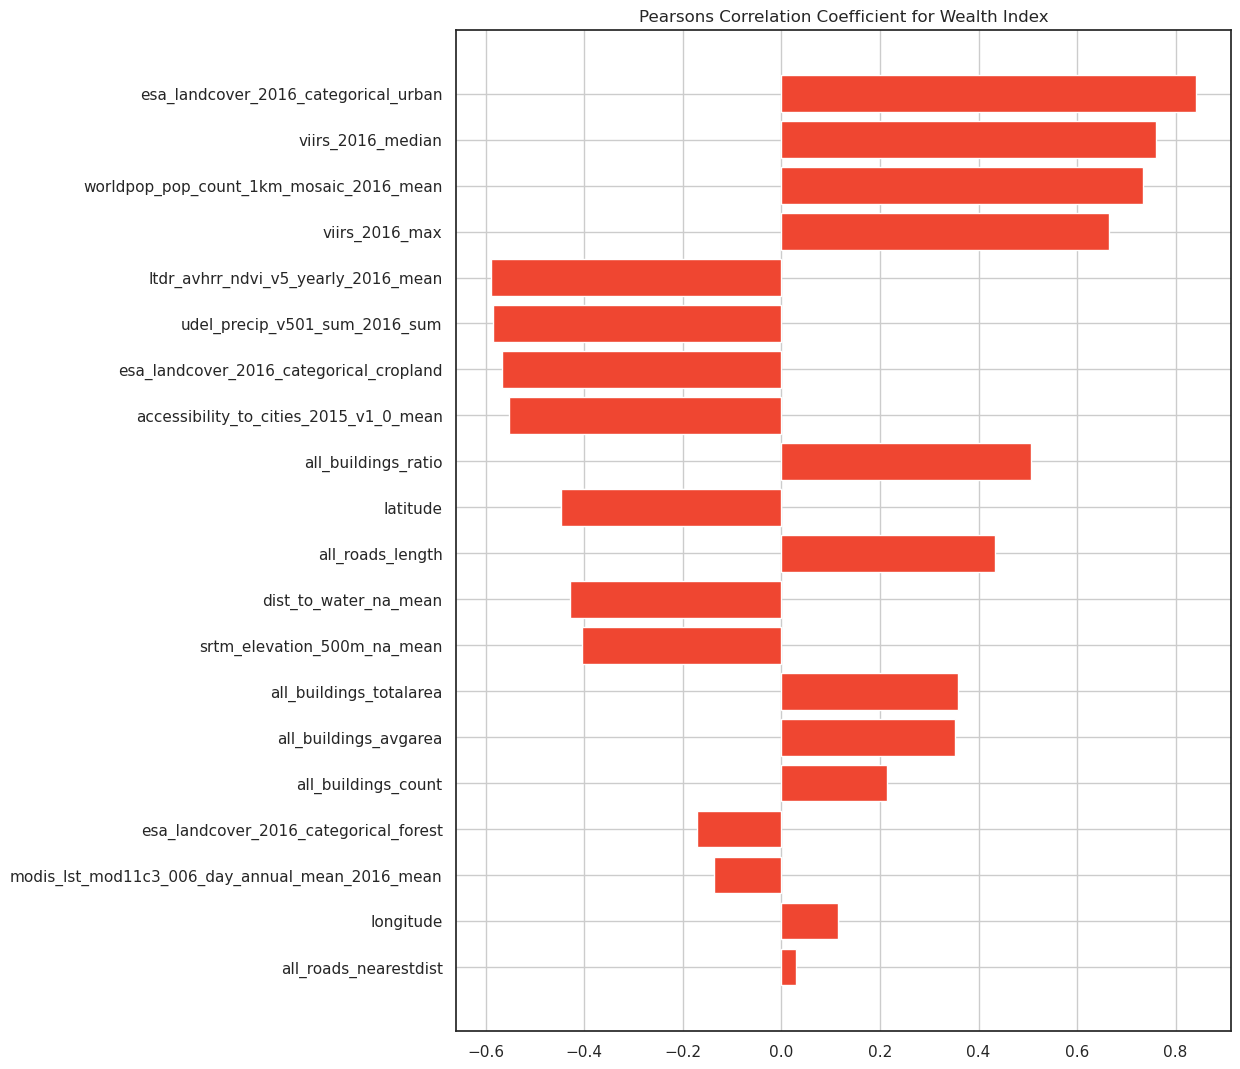 Pearsons Correlation Coefficient for Wealth Index
esa_landcover_2016_categorical_urban
viirs_2016_median
worldpop_pop_count_1km_mosaic_2016_mean
viirs_2016_max
ltdr_avhrr_ndvi_v5_yearly_2016_mean
udel_precip_v501_sum_2016_sum
esa_landcover_2016_categorical_cropland
accessibility_to_cities_2015_v1_0_mean
all_buildings_ratio
latitude
all_roads_length
dist_to_water_na_mean
srtm_elevation_500m_na_mean
all_buildings_totalarea
all_buildings_avgarea
all_buildings_count
esa_landcover_2016_categorical_forest
modis_lst_mod11c3_006_day_annual_mean_2016_mean
longitude
all_roads_nearestdist
−0.6 −0.4 −0.2 0.0 0.2 0.4 0.6 0.8